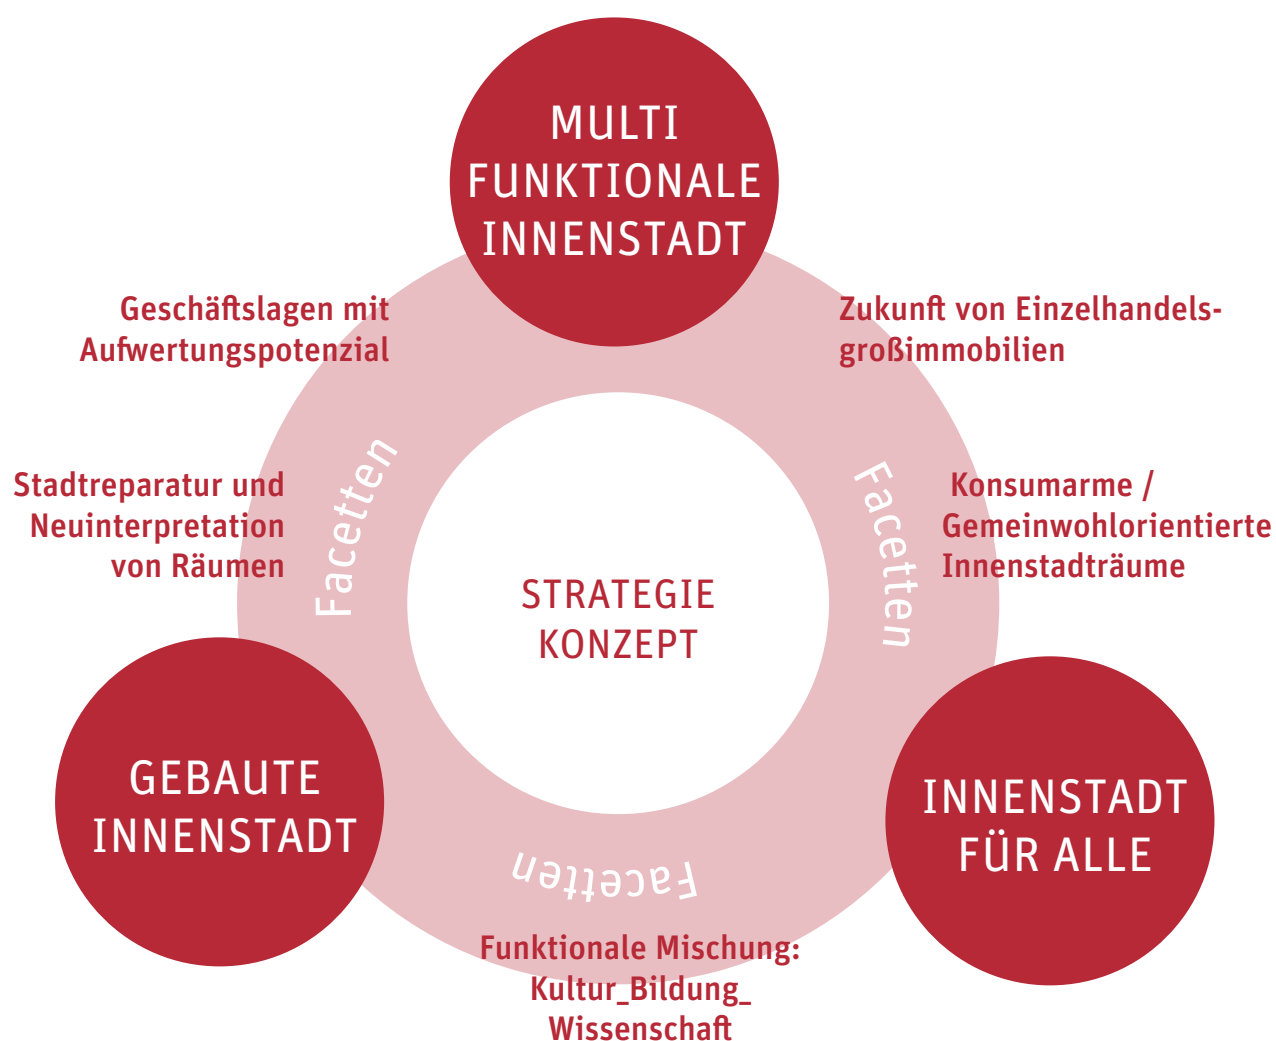 MULTI
FUNKTIONALE
INNENSTADT
Geschäftslagen mit
Aufwertungspotenzial
Zukunft von Einzelhandels-
großimmobilien
Facetten
Facetten
Stadtreparatur und
Neuinterpretation
von Räumen
Konsumarme /
Gemeinwohlorientierte
Innenstadträume
STRATEGIE
KONZEPT
GEBAUTE
INNENSTADT
INNENSTADT
FÜR ALLE
Facetten
Funktionale Mischung:
Kultur_Bildung_
Wissenschaft